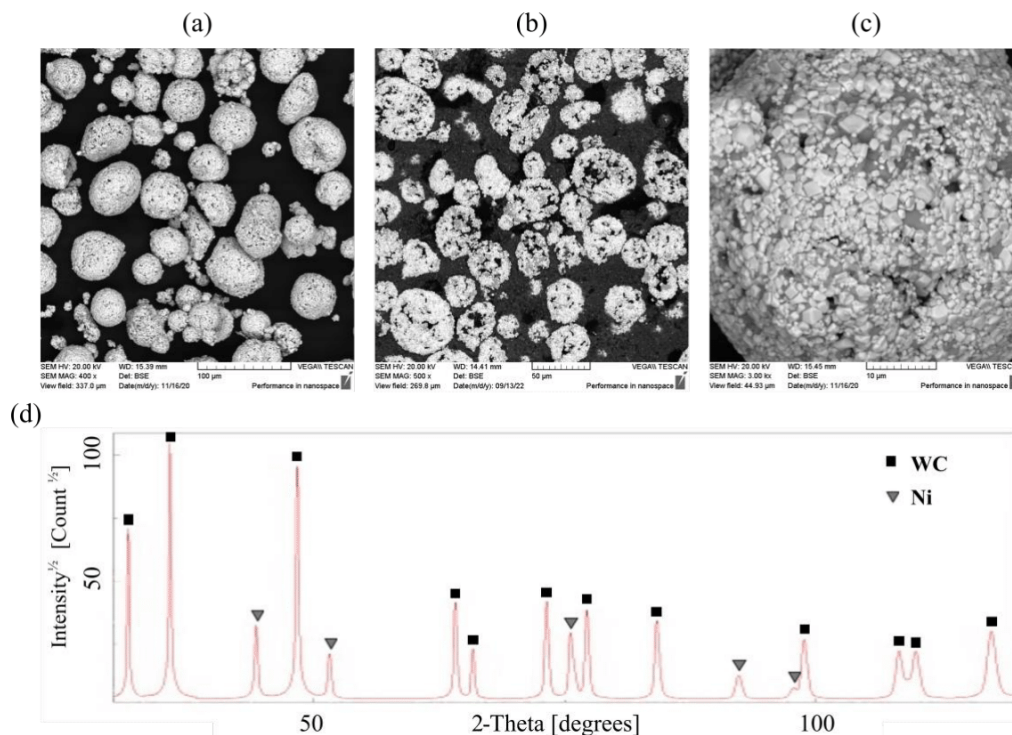 (a)
(b)
(c)
SEM HV: 20.00 kV WD: 15.39 mm VEGA\\ TESCAN
SEM MAG: 400 x Det: BSE 100 µm
View field: 337.0 µm Date(m/d/y): 11/16/20 Performance in nanospace
SEM HV: 20.00 kV WD: 14.41 mm VEGA\\ TESCAN
SEM MAG: 500 x Det: BSE 50 µm
View field: 269.8 µm Date(m/d/y): 09/13/22 Performance in nanospace
SEM HV: 20.00 kV WD: 15.45 mm VEGA\\ TESCAN
SEM MAG: 3.00 kx Det: BSE 10 µm
View field: 44.93 µm Date(m/d/y): 11/16/20 Performance in nanospace
(d)
Intensity½ [Count ½]
100
50
WC
Ni
50
2-Theta [degrees]
100